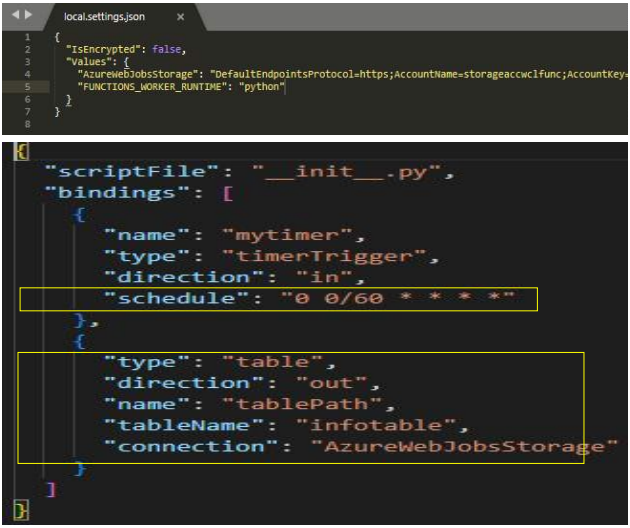 local.settings.json ×
1 {
2 "IsEncrypted": false,
3 "Values": {
4 "AzureWebJobsStorage": "DefaultEndpointsProtocol=https;AccountName=storageaccwclfunc;AccountKey=
5 "FUNCTIONS_WORKER_RUNTIME": "python"
6 }
7 }
8
{
"scriptFile": "__init__.py",
"bindings": [
{
"name": "mytimer",
"type": "timerTrigger",
"direction": "in",
"schedule": "0 0/60 * * * *"
},
{
"type": "table",
"direction": "out",
"name": "tablePath",
"tableName": "infotable",
"connection": "AzureWebJobsStorage"
}
]
}